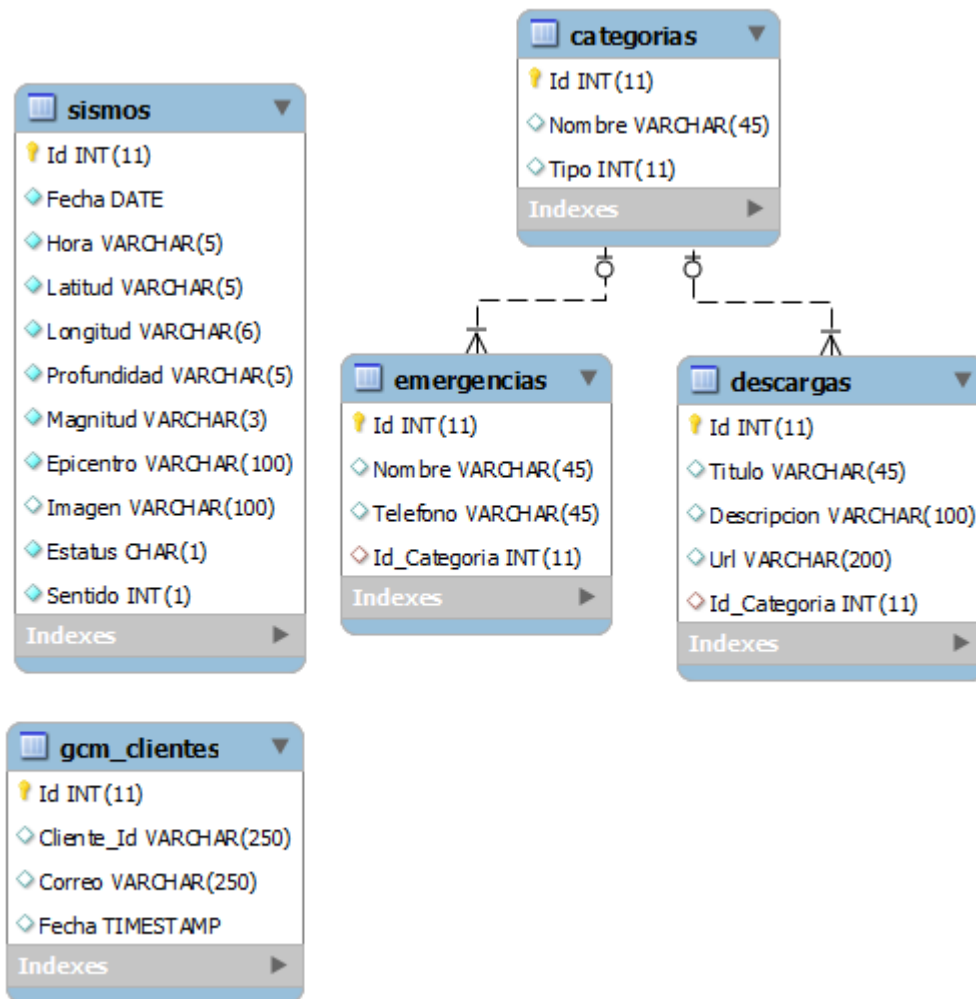 categorias
Id INT(11)
Nombre VARCHAR(45)
Tipo INT(11)
Indexes
sismos
Id INT(11)
Fecha DATE
Hora VARCHAR(5)
Latitud VARCHAR(5)
Longitud VARCHAR(6)
Profundidad VARCHAR(5)
Magnitud VARCHAR(3)
Epicentro VARCHAR(100)
Imagen VARCHAR(100)
Estatus CHAR(1)
Sentido INT(1)
Indexes
emergencias
Id INT(11)
Nombre VARCHAR(45)
Telefono VARCHAR(45)
Id_Categoria INT(11)
Indexes
descargas
Id INT(11)
Titulo VARCHAR(45)
Descripcion VARCHAR(100)
Url VARCHAR(200)
Id_Categoria INT(11)
Indexes
gcm_clientes
Id INT(11)
Cliente_Id VARCHAR(250)
Correo VARCHAR(250)
Fecha TIMESTAMP
Indexes